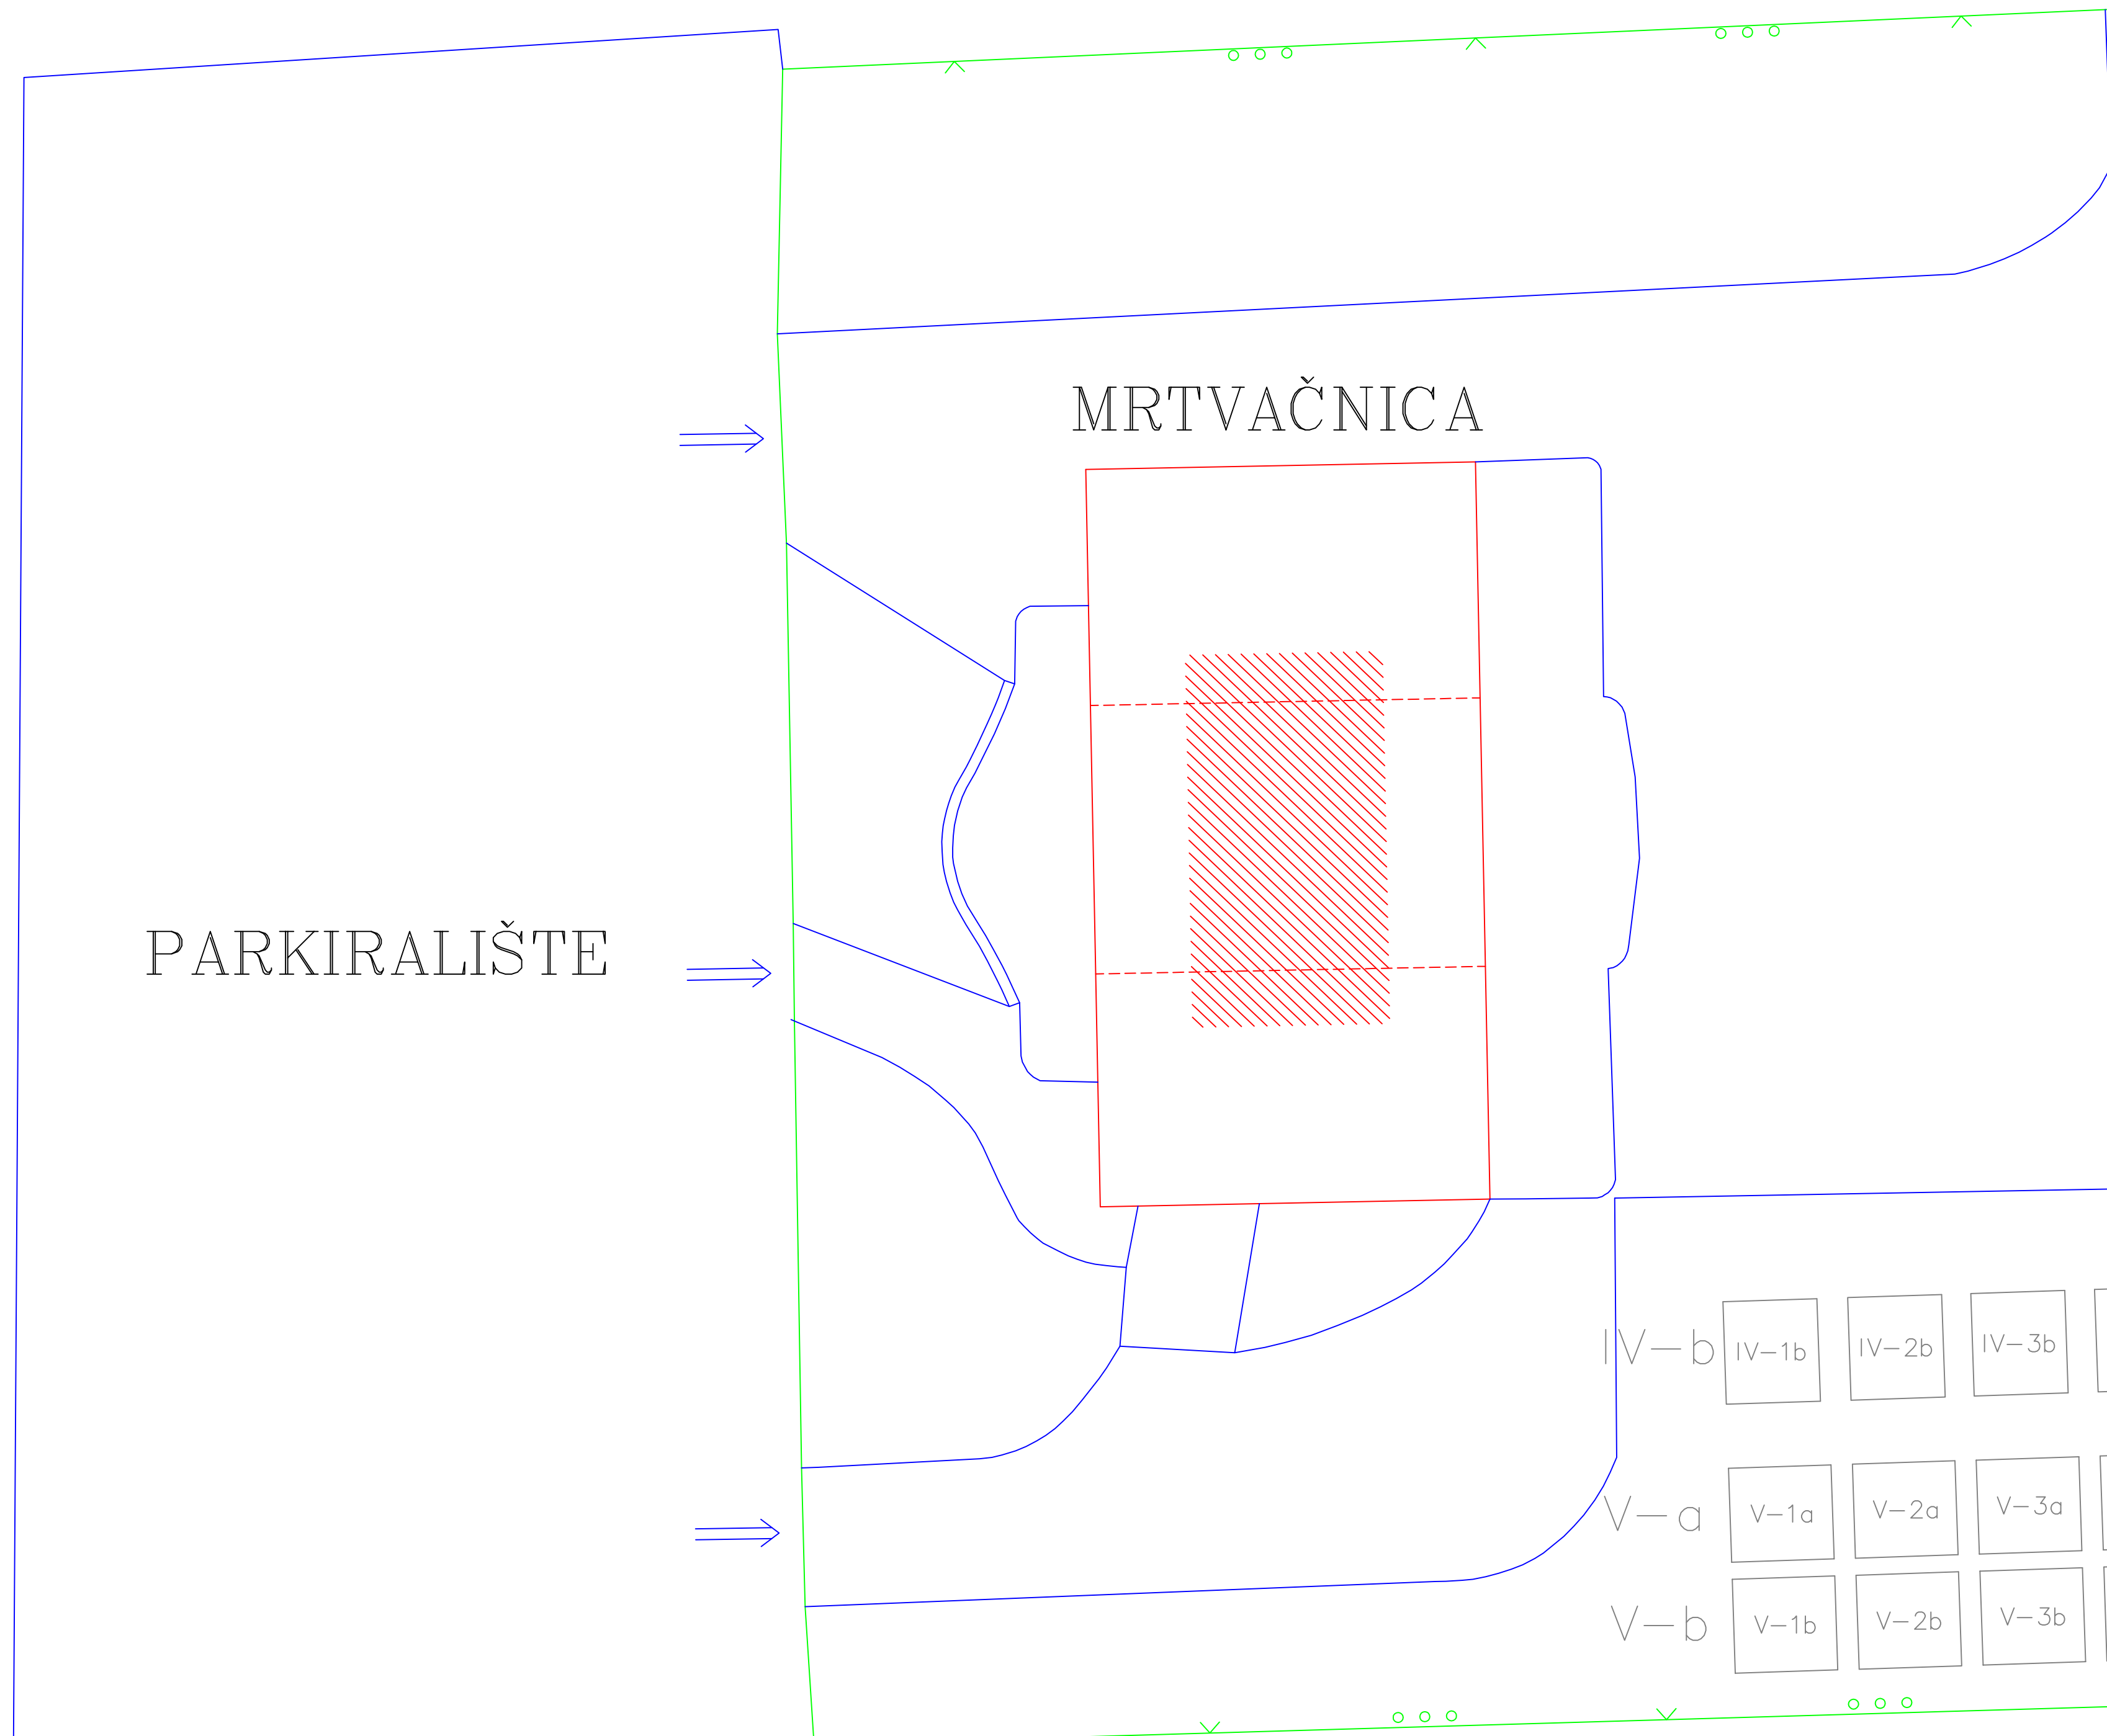 MRTVAČNICA
PARKIRALIŠTE
IV-b IV-1b IV-2b IV-3b
V-a V-1a V-2a V-3a
V-b V-1b V-2b V-3b